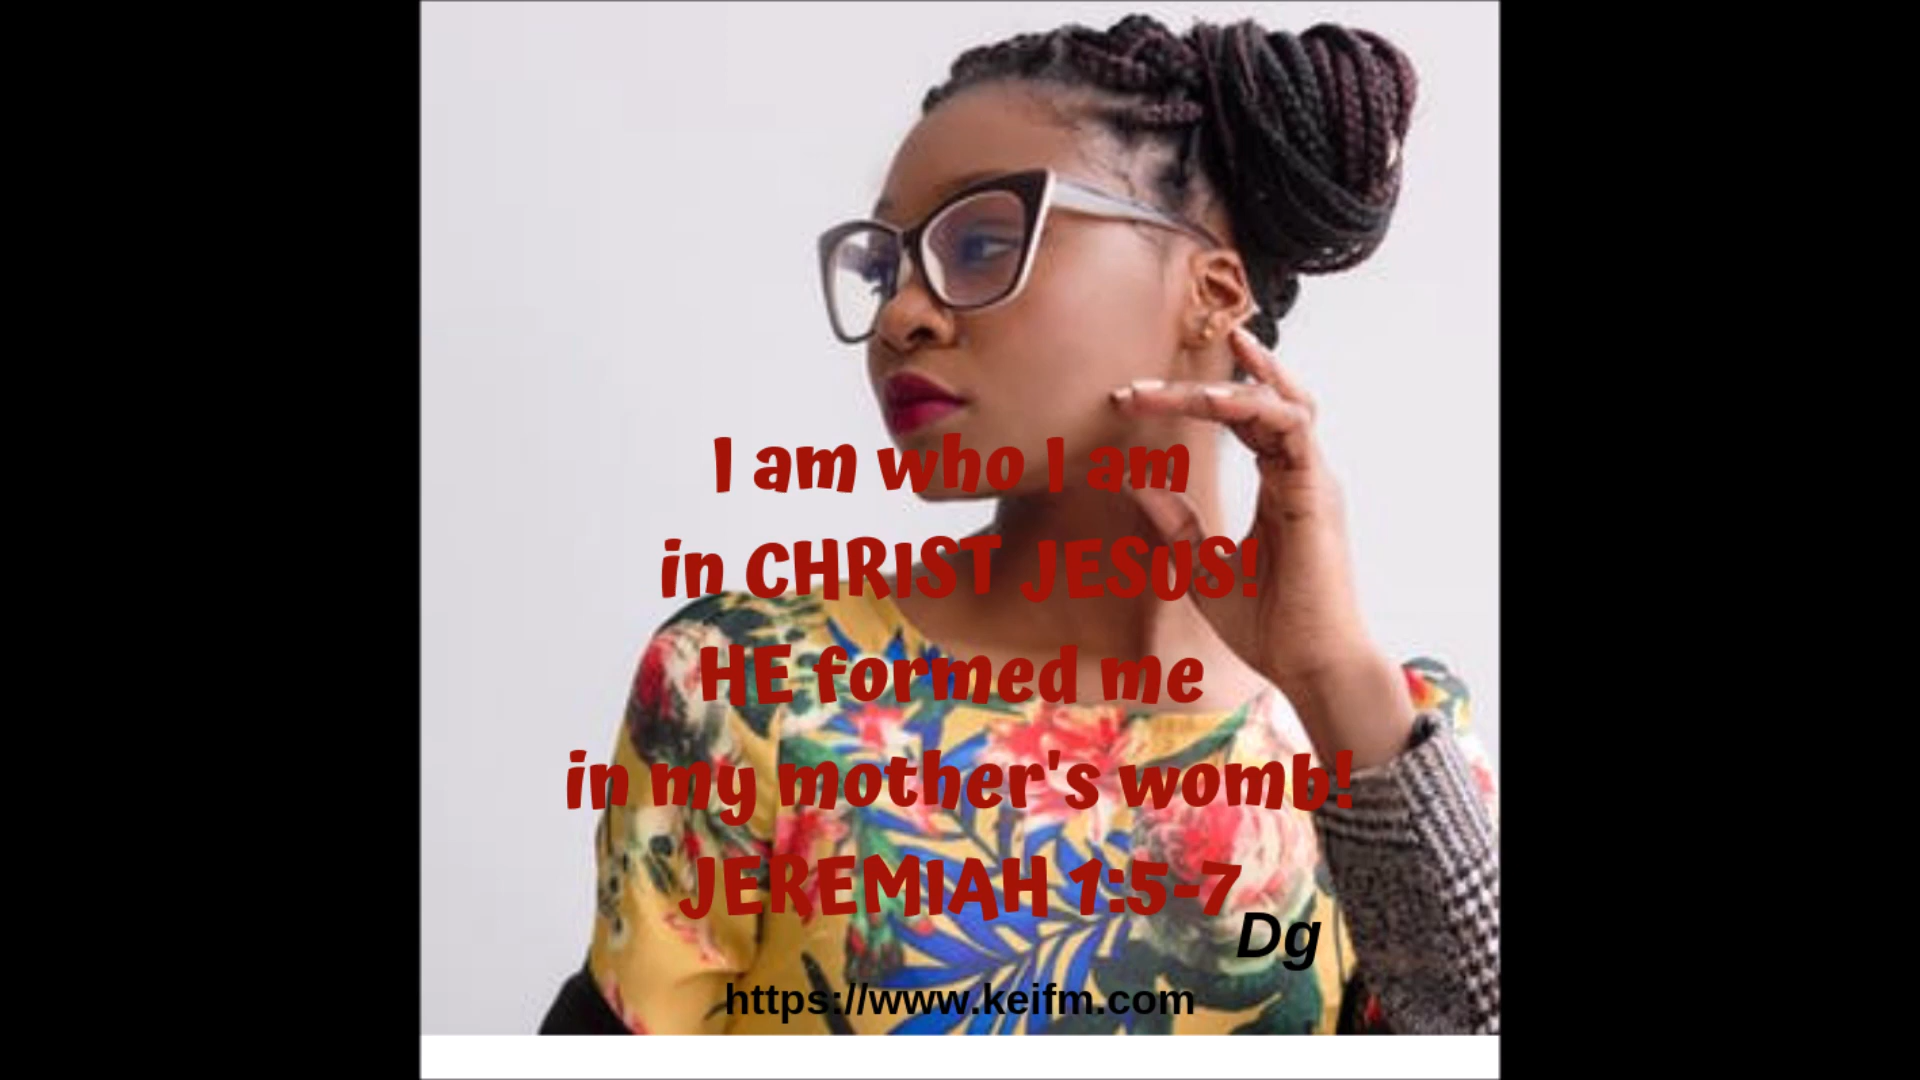 I am who I am
in CHRIST JESUS!
HE formed me
in my mother's womb!
JEREMIAH 1:5-7
Dg
https://www.keifm.com